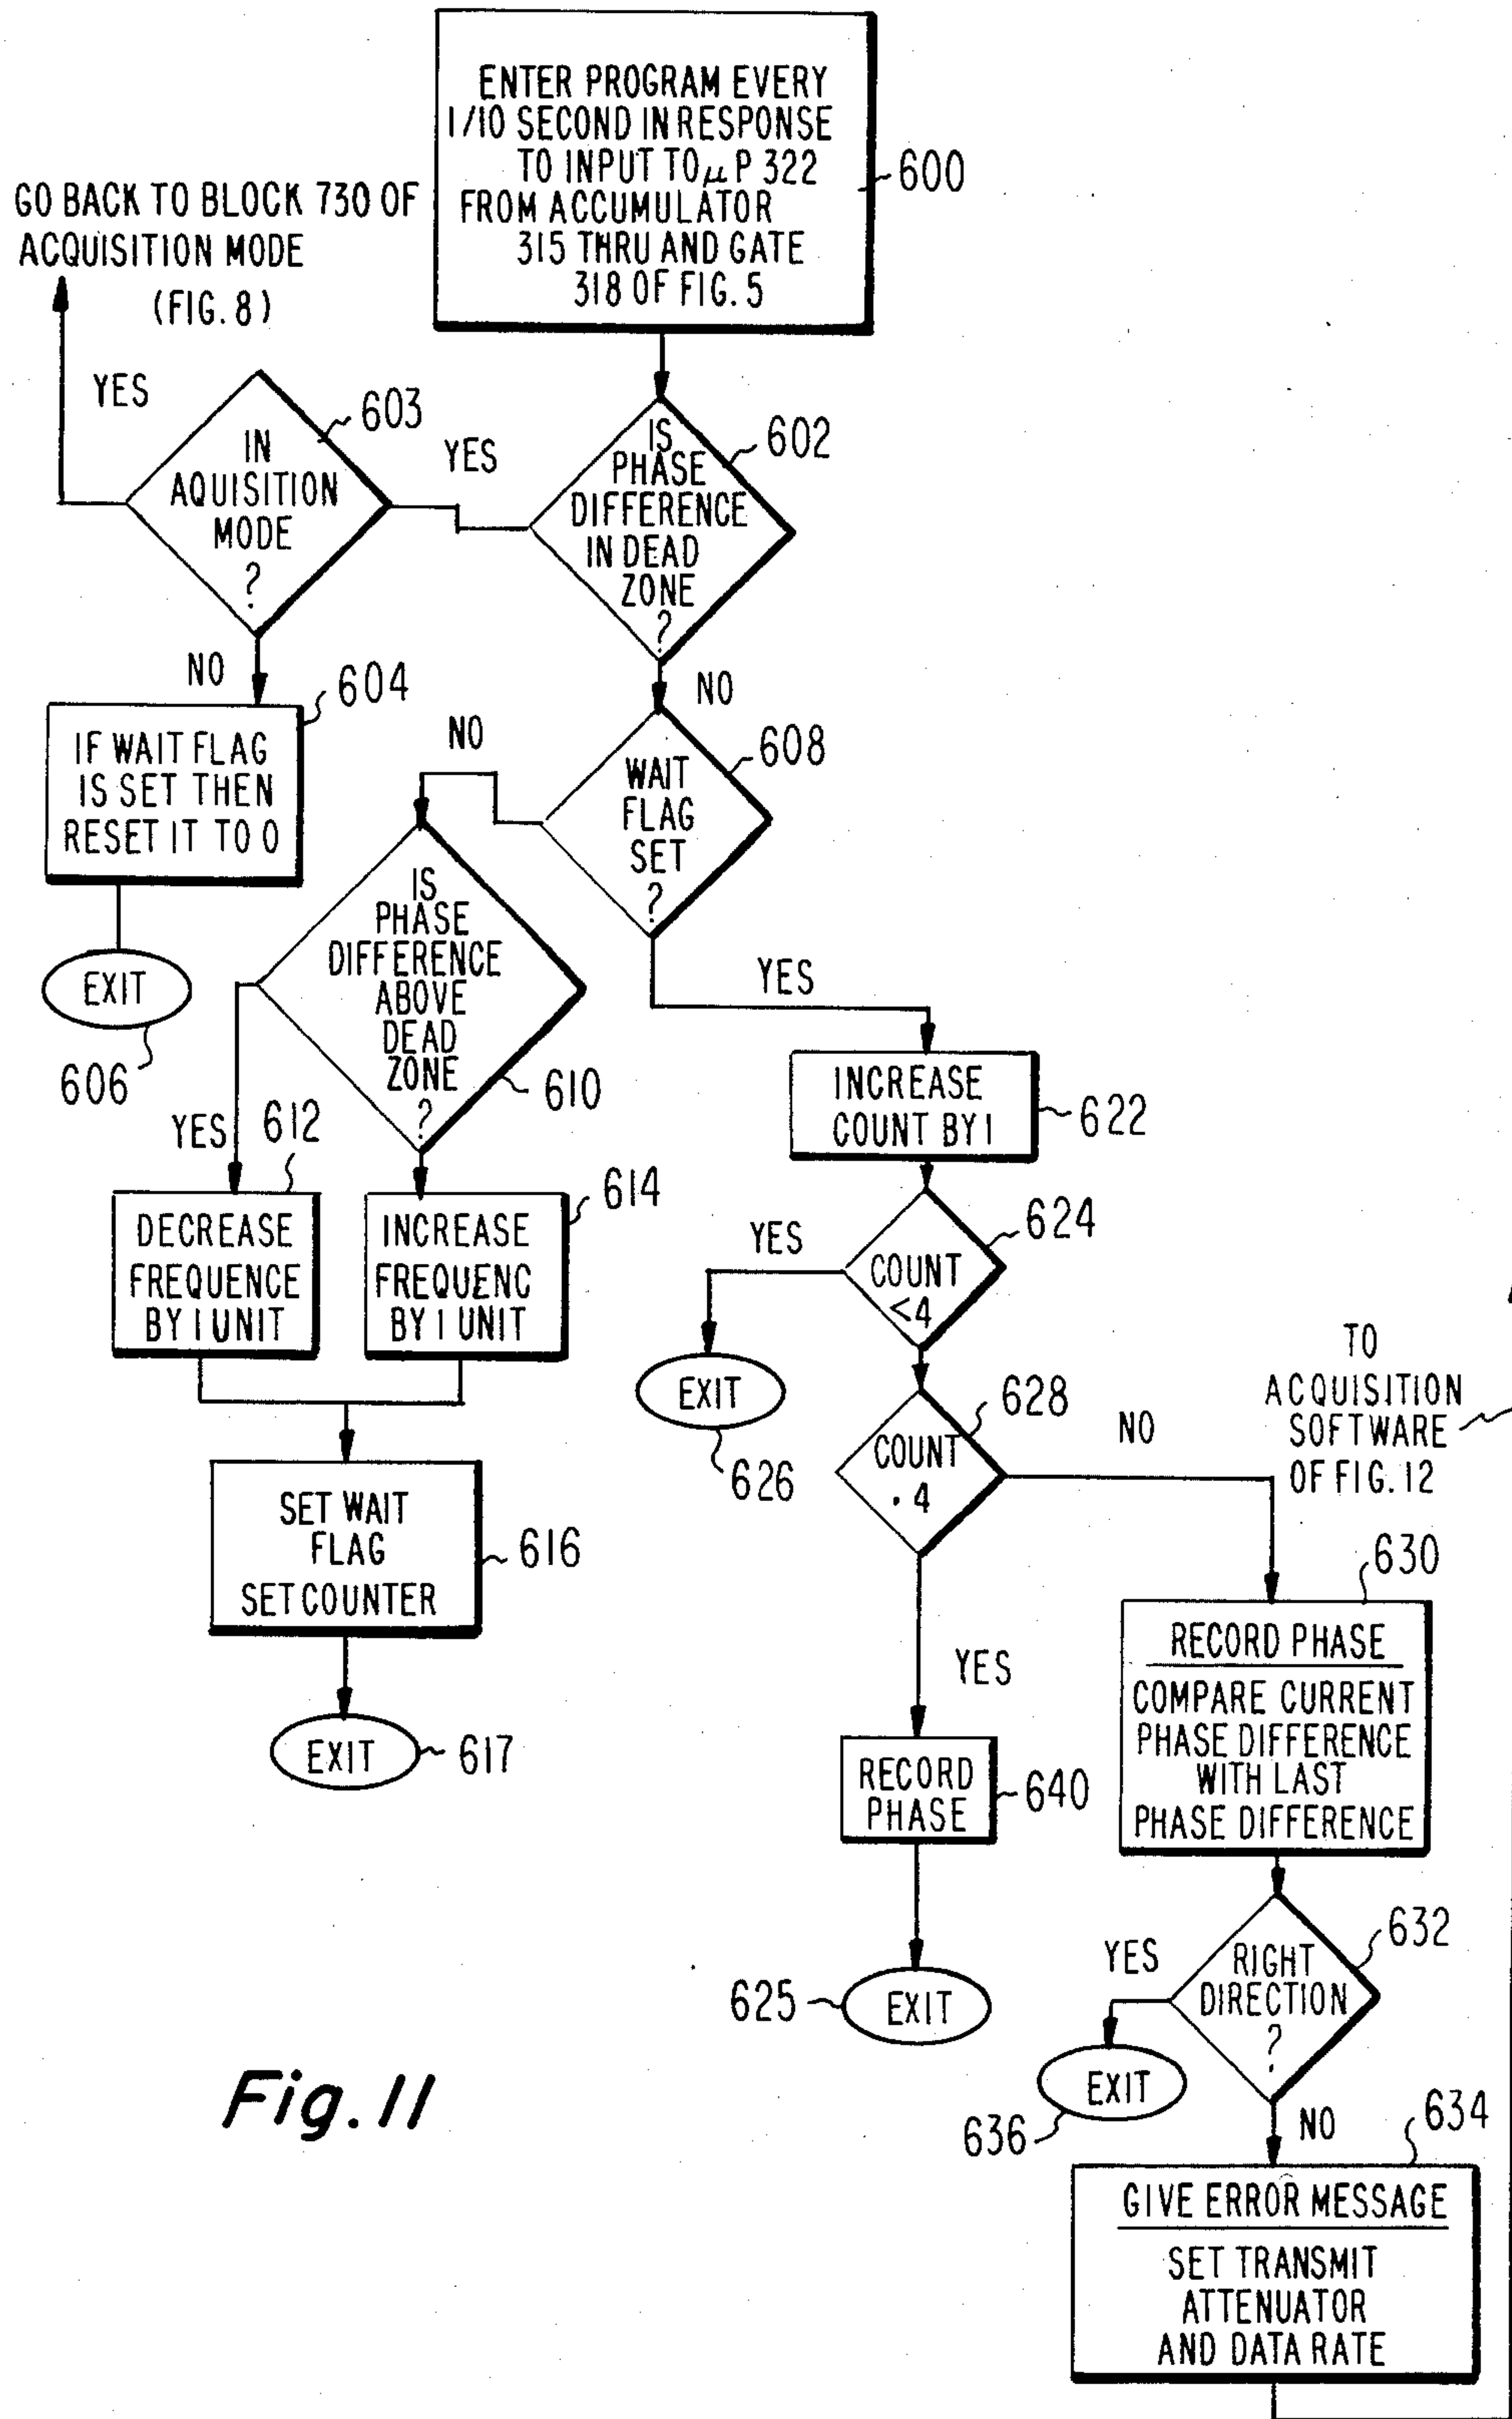 ENTER PROGRAM EVERY
1/10 SECOND IN RESPONSE
TO INPUT TO μP 322
FROM ACCUMULATOR
315 THRU AND GATE
318 OF FIG. 5
600
GO BACK TO BLOCK 730 OF
ACQUISITION MODE
(FIG. 8)
YES
IN
AQUISITION
MODE
?
603
YES
IS
PHASE
DIFFERENCE
IN DEAD
ZONE
?
602
NO
604
IF WAIT FLAG
IS SET THEN
RESET IT TO 0
EXIT
606
NO
NO
WAIT
FLAG
SET
?
608
IS
PHASE
DIFFERENCE
ABOVE
DEAD
ZONE
?
610
YES
YES
612
DECREASE
FREQUENCE
BY 1 UNIT
614
INCREASE
FREQUENC
BY 1 UNIT
SET WAIT
FLAG
SET COUNTER
616
EXIT
617
INCREASE
COUNT BY 1
622
COUNT
<4
624
YES
EXIT
626
COUNT
. 4
628
NO
TO
ACQUISITION
SOFTWARE
OF FIG. 12
YES
RECORD
PHASE
640
EXIT
625
630
RECORD PHASE
COMPARE CURRENT
PHASE DIFFERENCE
WITH LAST
PHASE DIFFERENCE
RIGHT
DIRECTION
?
632
YES
EXIT
636
NO
634
GIVE ERROR MESSAGE
SET TRANSMIT
ATTENUATOR
AND DATA RATE
Fig. 11